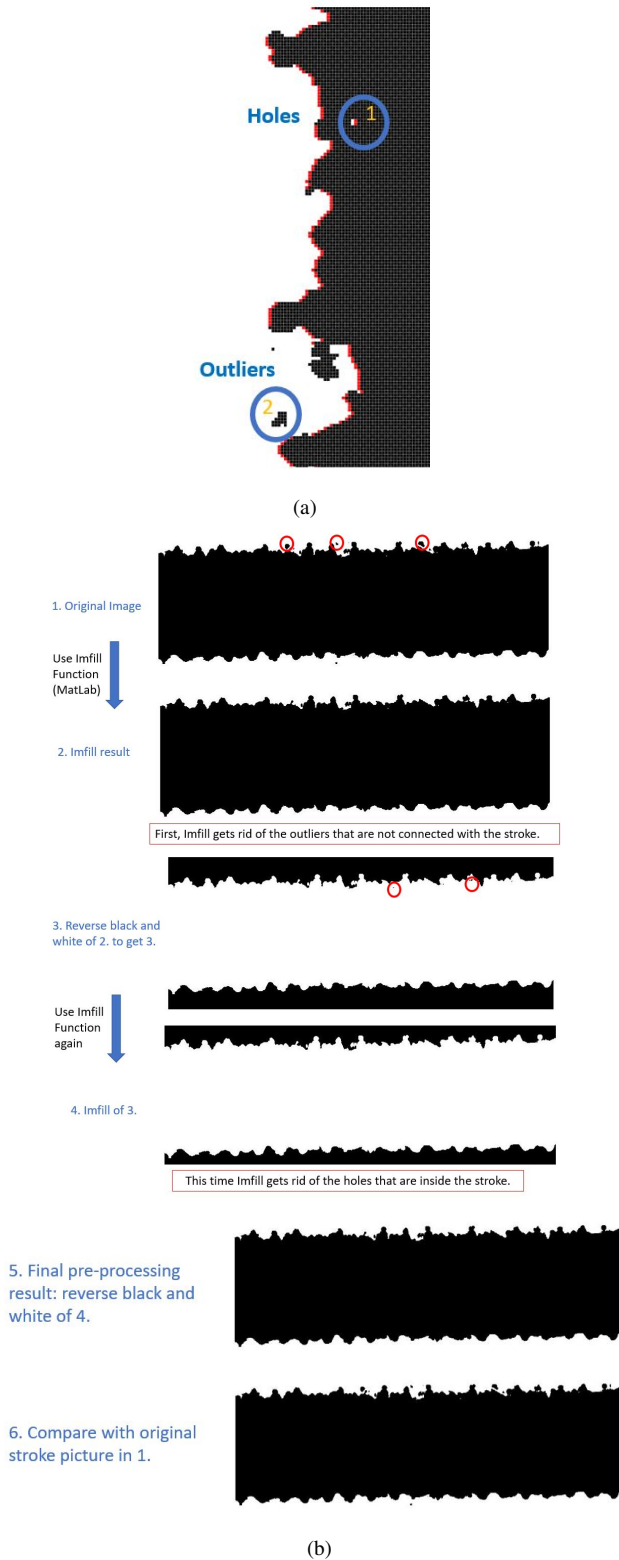 Holes
1
Outliers
2
(a)
1. Original Image
Use Imfill
Function
(MatLab)
2. Imfill result
First, Imfill gets rid of the outliers that are not connected with the stroke.
3. Reverse black and
white of 2. to get 3.
Use Imfill
Function
again
4. Imfill of 3.
This time Imfill gets rid of the holes that are inside the stroke.
5. Final pre-processing
result: reverse black and
white of 4.
6. Compare with original
stroke picture in 1.
(b)